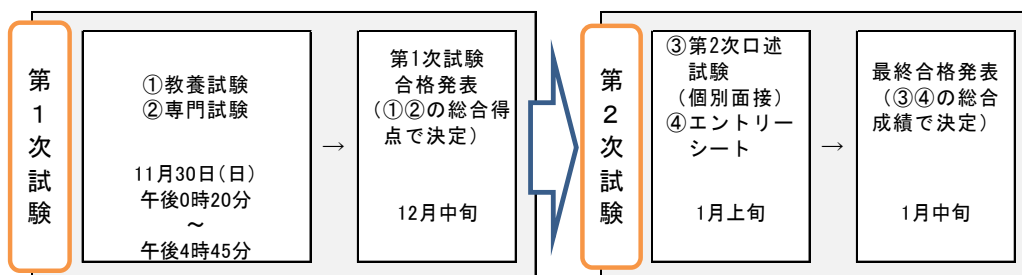 第1次試験
①教養試験
②専門試験
11月30日(日)
午後0時20分
～
午後4時45分
→
第1次試験
合格発表
(①②の総合得
点で決定)
12月中旬
第2次試験
③第2次口述
試験
(個別面接)
④エントリー
シート
1月上旬
→
最終合格発表
(③④の総合
成績で決定)
1月中旬